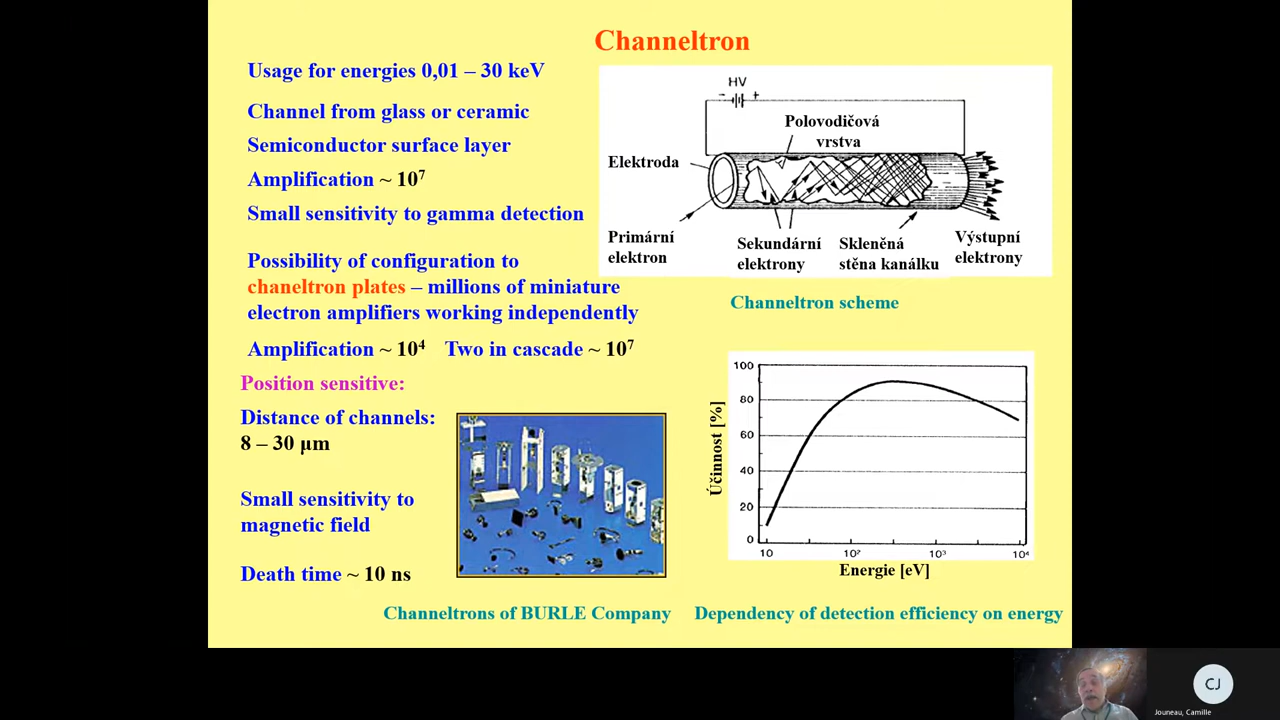 Channeltron
Usage for energies 0,01 – 30 keV
Channel from glass or ceramic
Semiconductor surface layer
Amplification ~ 10⁷
Small sensitivity to gamma detection
Possibility of configuration to
chaneltron plates – millions of miniature
electron amplifiers working independently
Amplification ~ 10⁴ Two in cascade ~ 10⁷
Position sensitive:
Distance of channels:
8 – 30 μm
Small sensitivity to
magnetic field
Death time ~ 10 ns
HV
- +
Polovodičová
vrstva
Elektroda
Primární
elektron
Sekundární
elektrony
Skleněná
stěna kanálku
Výstupní
elektrony
Channeltron scheme
Účinnost [%]
100
80
60
40
20
0
10 10² 10³ 10⁴
Energie [eV]
Channeltrons of BURLE Company
Dependency of detection efficiency on energy
CJ
Jouneau, Camille